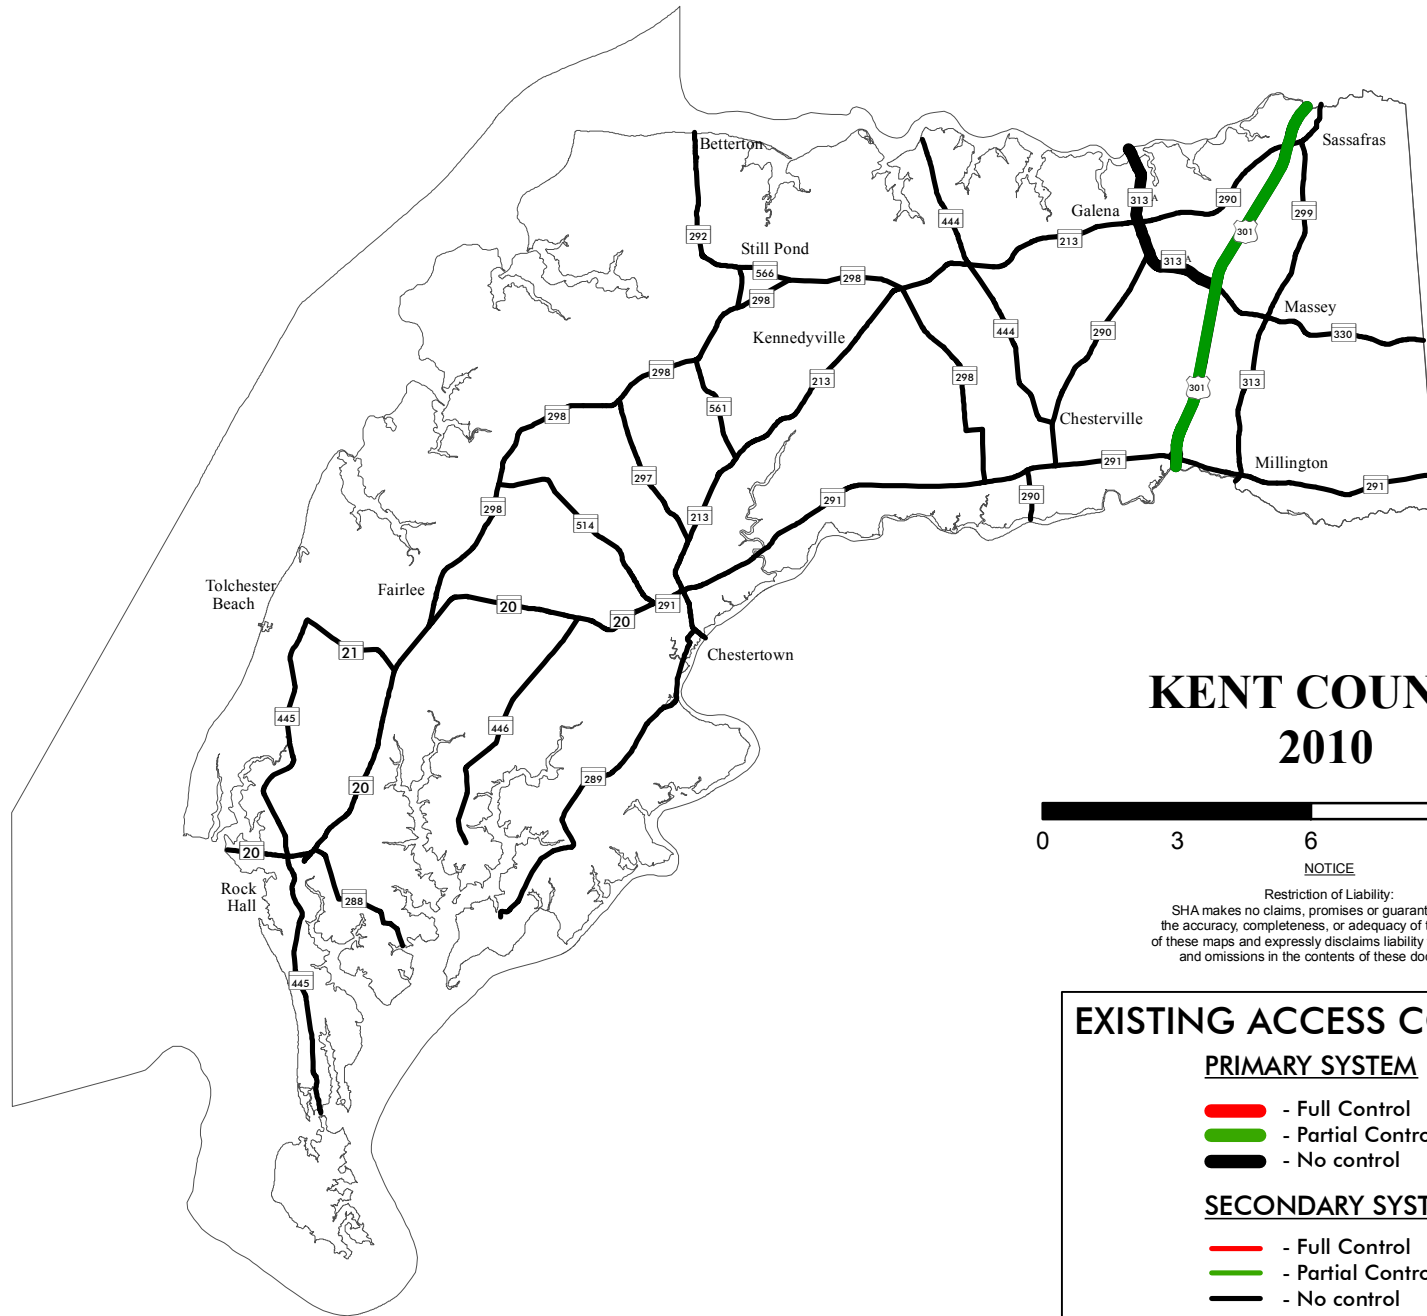 Betterton
Sassafras
313 A
290
Galena
299
444
301
213
292
Still Pond
566
298
313 A
298
Massey
444
290
330
Kennedyville
298
213
298
313
301
561
298
Chesterville
291
Millington
297
291
290
291
298
213
514
Tolchester
Beach
Fairlee
20
291
20
21
Chestertown
KENT COUN
2010
445
446
289
20
0
3
6
20
NOTICE
Rock
Hall
288
Restriction of Liability:
SHA makes no claims, promises or guarant
the accuracy, completeness, or adequacy of t
of these maps and expressly disclaims liability
and omissions in the contents of these doc
445
EXISTING ACCESS CO
PRIMARY SYSTEM
- Full Control
- Partial Contro
- No control
SECONDARY SYST
- Full Control
- Partial Contro
- No control